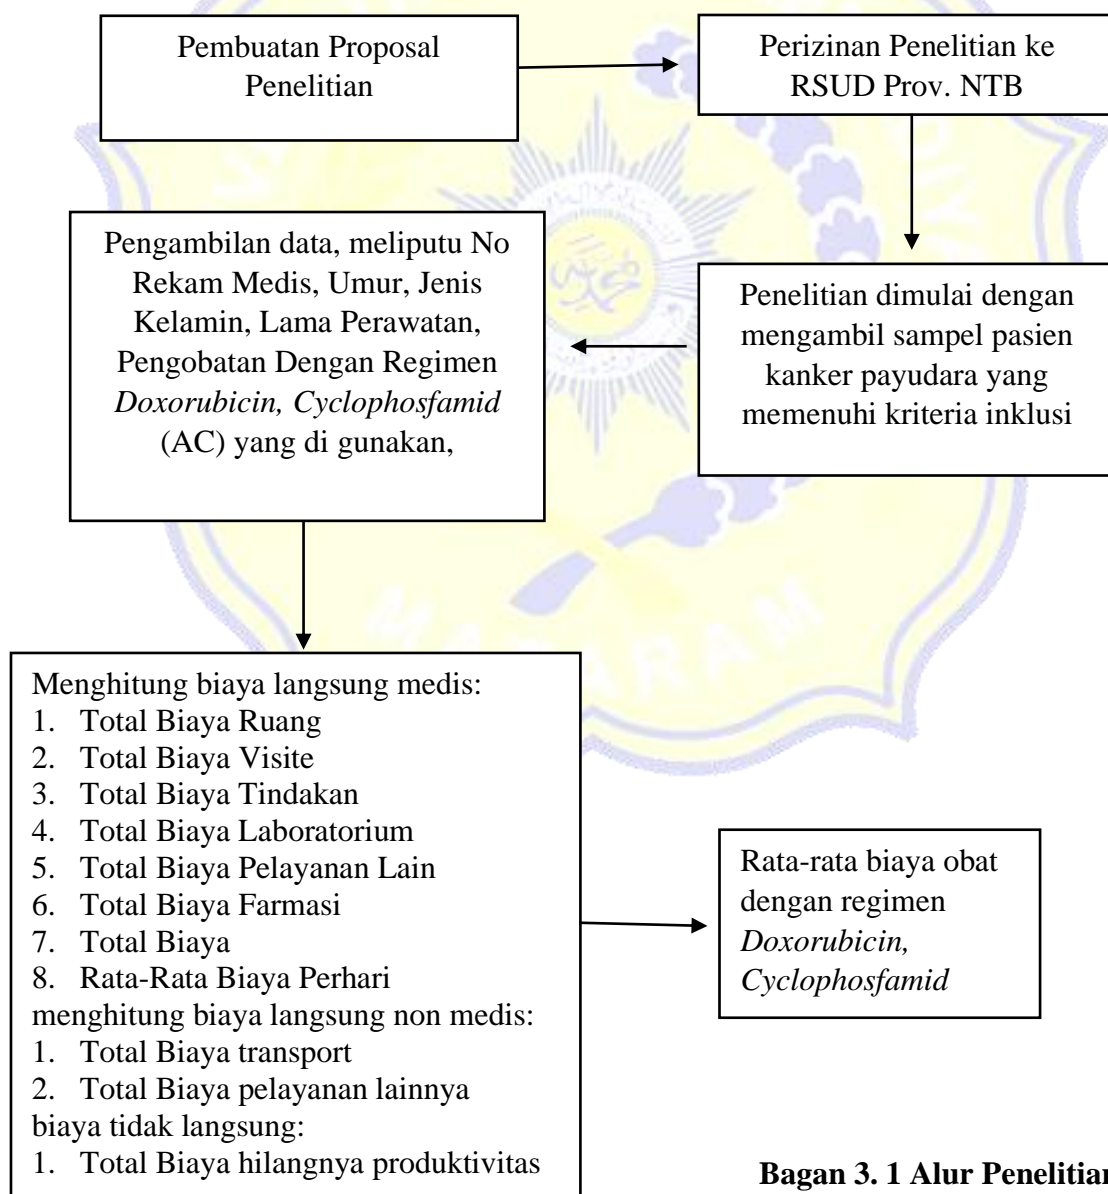 Pembuatan Proposal
Penelitian
Perizinan Penelitian ke
RSUD Prov. NTB
Penelitian dimulai dengan
mengambil sampel pasien
kanker payudara yang
memenuhi kriteria inklusi
Pengambilan data, meliputu No
Rekam Medis, Umur, Jenis
Kelamin, Lama Perawatan,
Pengobatan Dengan Regimen
Doxorubicin, Cyclophosfamid
(AC) yang di gunakan,
Menghitung biaya langsung medis:
1. Total Biaya Ruang
2. Total Biaya Visite
3. Total Biaya Tindakan
4. Total Biaya Laboratorium
5. Total Biaya Pelayanan Lain
6. Total Biaya Farmasi
7. Total Biaya
8. Rata-Rata Biaya Perhari
menghitung biaya langsung non medis:
1. Total Biaya transport
2. Total Biaya pelayanan lainnya
biaya tidak langsung:
1. Total Biaya hilangnya produktivitas
Rata-rata biaya obat
dengan regimen
Doxorubicin,
Cyclophosfamid
Bagan 3. 1 Alur Penelitian
MATARAM